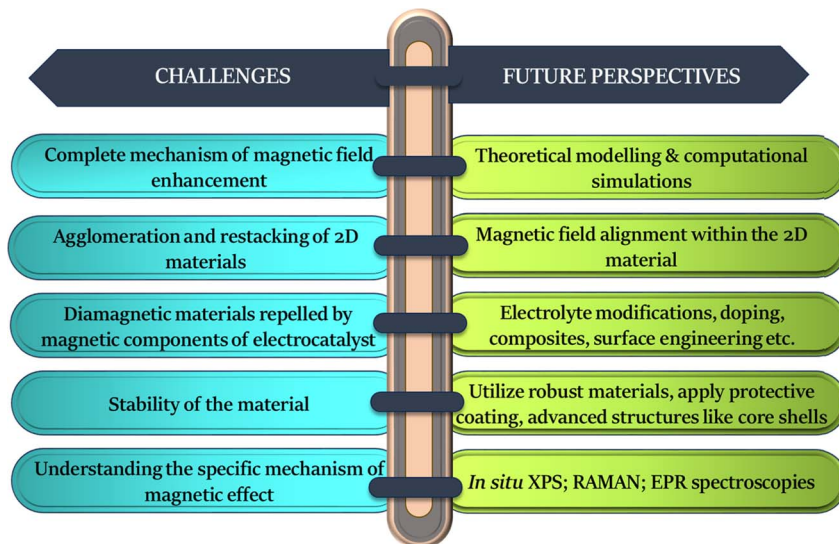 CHALLENGES
FUTURE PERSPECTIVES
Complete mechanism of magnetic field
enhancement
Theoretical modelling & computational
simulations
Agglomeration and restacking of 2D
materials
Magnetic field alignment within the 2D
material
Diamagnetic materials repelled by
magnetic components of electrocatalyst
Electrolyte modifications, doping,
composites, surface engineering etc.
Stability of the material
Utilize robust materials, apply protective
coating, advanced structures like core shells
Understanding the specific mechanism of
magnetic effect
In situ XPS; RAMAN; EPR spectroscopies